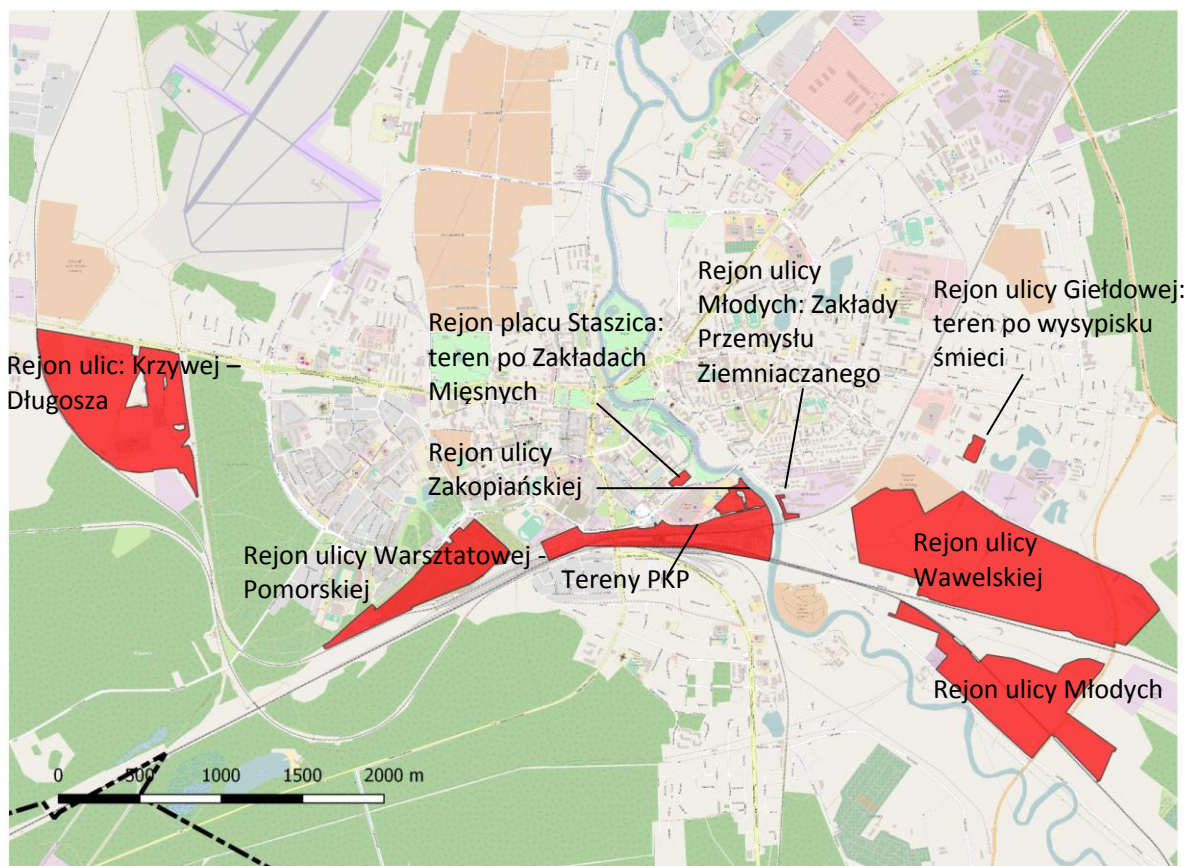 Rejon ulic: Krzywej –
Długosza
Rejon placu Staszica:
teren po Zakładach
Mięsnych
Rejon ulicy
Młodych: Zakłady
Przemysłu
Ziemniaczanego
Rejon ulicy Giełdowej:
teren po wysypisku
śmieci
Rejon ulicy
Zakopiańskiej
Rejon ulicy Warsztatowej -
Pomorskiej
Tereny PKP
Rejon ulicy
Wawelskiej
Rejon ulicy Młodych
0 500 1000 1500 2000 m